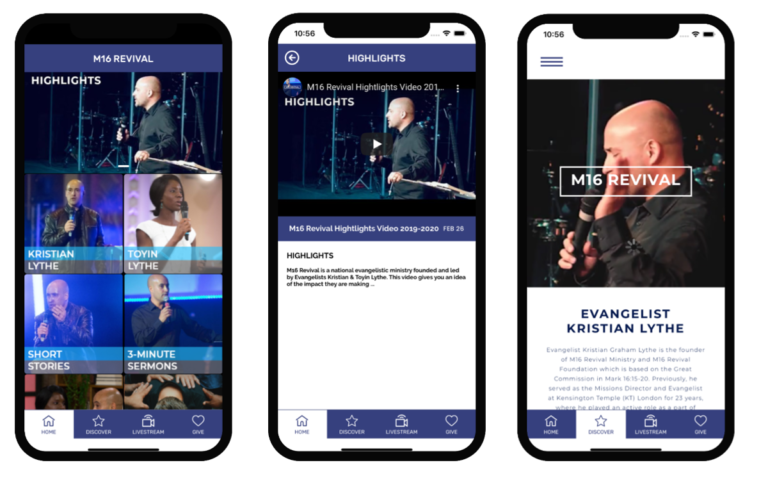 M16 REVIVAL
HIGHLIGHTS
KRISTIAN
LYTHE
TOYIN
LYTHE
SHORT
STORIES
3-MINUTE
SERMONS
HOME
DISCOVER
LIVESTREAM
GIVE
10:56
HIGHLIGHTS
M16 Revival Hightlights Video 201...
HIGHLIGHTS
M16 Revival Hightlights Video 2019-2020 FEB 26
HIGHLIGHTS
M16 Revival is a national evangelistic ministry founded and led
by Evangelists Kristian & Toyin Lythe. This video gives you an idea
of the impact they are making ...
HOME
DISCOVER
LIVESTREAM
GIVE
10:56
M16 REVIVAL
EVANGELIST
KRISTIAN LYTHE
Evangelist Kristian Graham Lythe is the founder
of M16 Revival Ministry and M16 Revival
Foundation which is based on the Great
Commission in Mark 16:15-20. Previously, he
served as the Missions Director and Evangelist
at Kensington Temple (KT) London for 23 years,
where he played an active role as a part of
HOME
DISCOVER
LIVESTREAM
GIVE